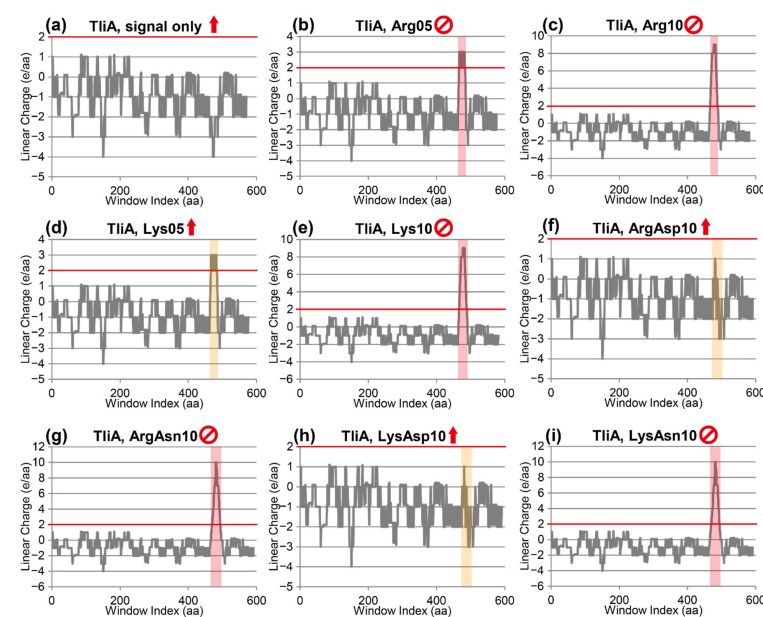 (a) TliA, signal only
Linear Charge (e/aa)
2
1
0
−1
−2
−3
−4
−5
0 200 400 600
Window Index (aa)
(b) TliA, Arg05
Linear Charge (e/aa)
4
3
2
1
0
−1
−2
−3
−4
−5
0 200 400 600
Window Index (aa)
(c) TliA, Arg10
Linear Charge (e/aa)
10
8
6
4
2
0
−2
−4
−6
0 200 400 600
Window Index (aa)
(d) TliA, Lys05
Linear Charge (e/aa)
4
3
2
1
0
−1
−2
−3
−4
−5
0 200 400 600
Window Index (aa)
(e) TliA, Lys10
Linear Charge (e/aa)
10
8
6
4
2
0
−2
−4
−6
0 200 400 600
Window Index (aa)
(f) TliA, ArgAsp10
Linear Charge (e/aa)
2
1
0
−1
−2
−3
−4
−5
0 200 400 600
Window Index (aa)
(g) TliA, ArgAsn10
Linear Charge (e/aa)
12
10
8
6
4
2
0
−2
−4
−6
0 200 400 600
Window Index (aa)
(h) TliA, LysAsp10
Linear Charge (e/aa)
2
1
0
−1
−2
−3
−4
−5
0 200 400 600
Window Index (aa)
(i) TliA, LysAsn10
Linear Charge (e/aa)
12
10
8
6
4
2
0
−2
−4
−6
0 200 400 600
Window Index (aa)